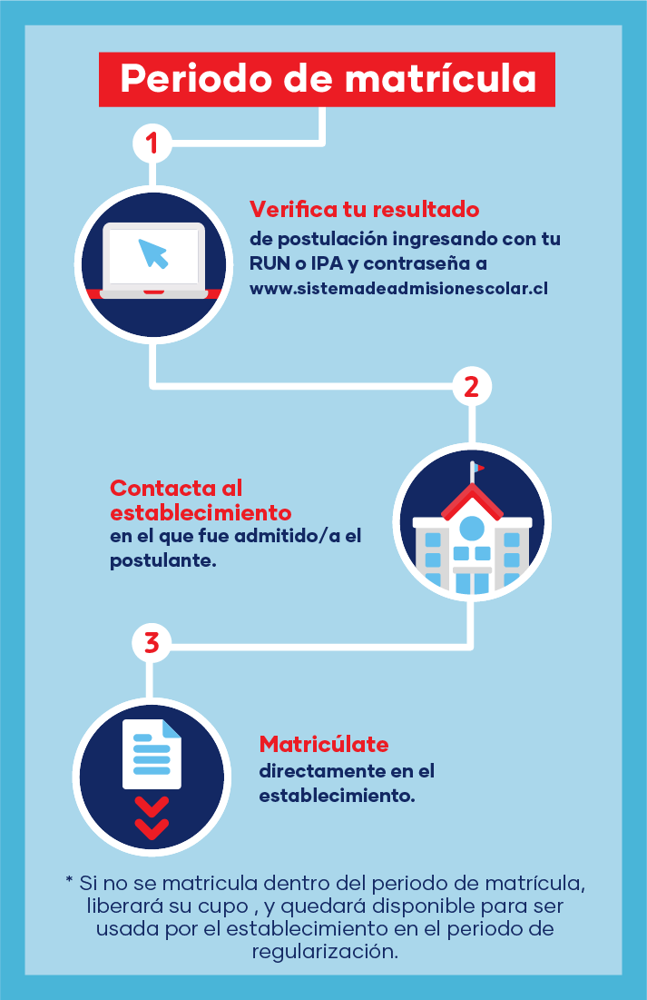 Periodo de matrícula
1
Verifica tu resultado
de postulación ingresando con tu
RUN o IPA y contraseña a
www.sistemadeadmisionescolar.cl
2
Contacta al
establecimiento
en el que fue admitido/a el
postulante.
3
Matricúlate
directamente en el
establecimiento.
* Si no se matricula dentro del periodo de matrícula,
liberará su cupo , y quedará disponible para ser
usada por el establecimiento en el periodo de
regularización.